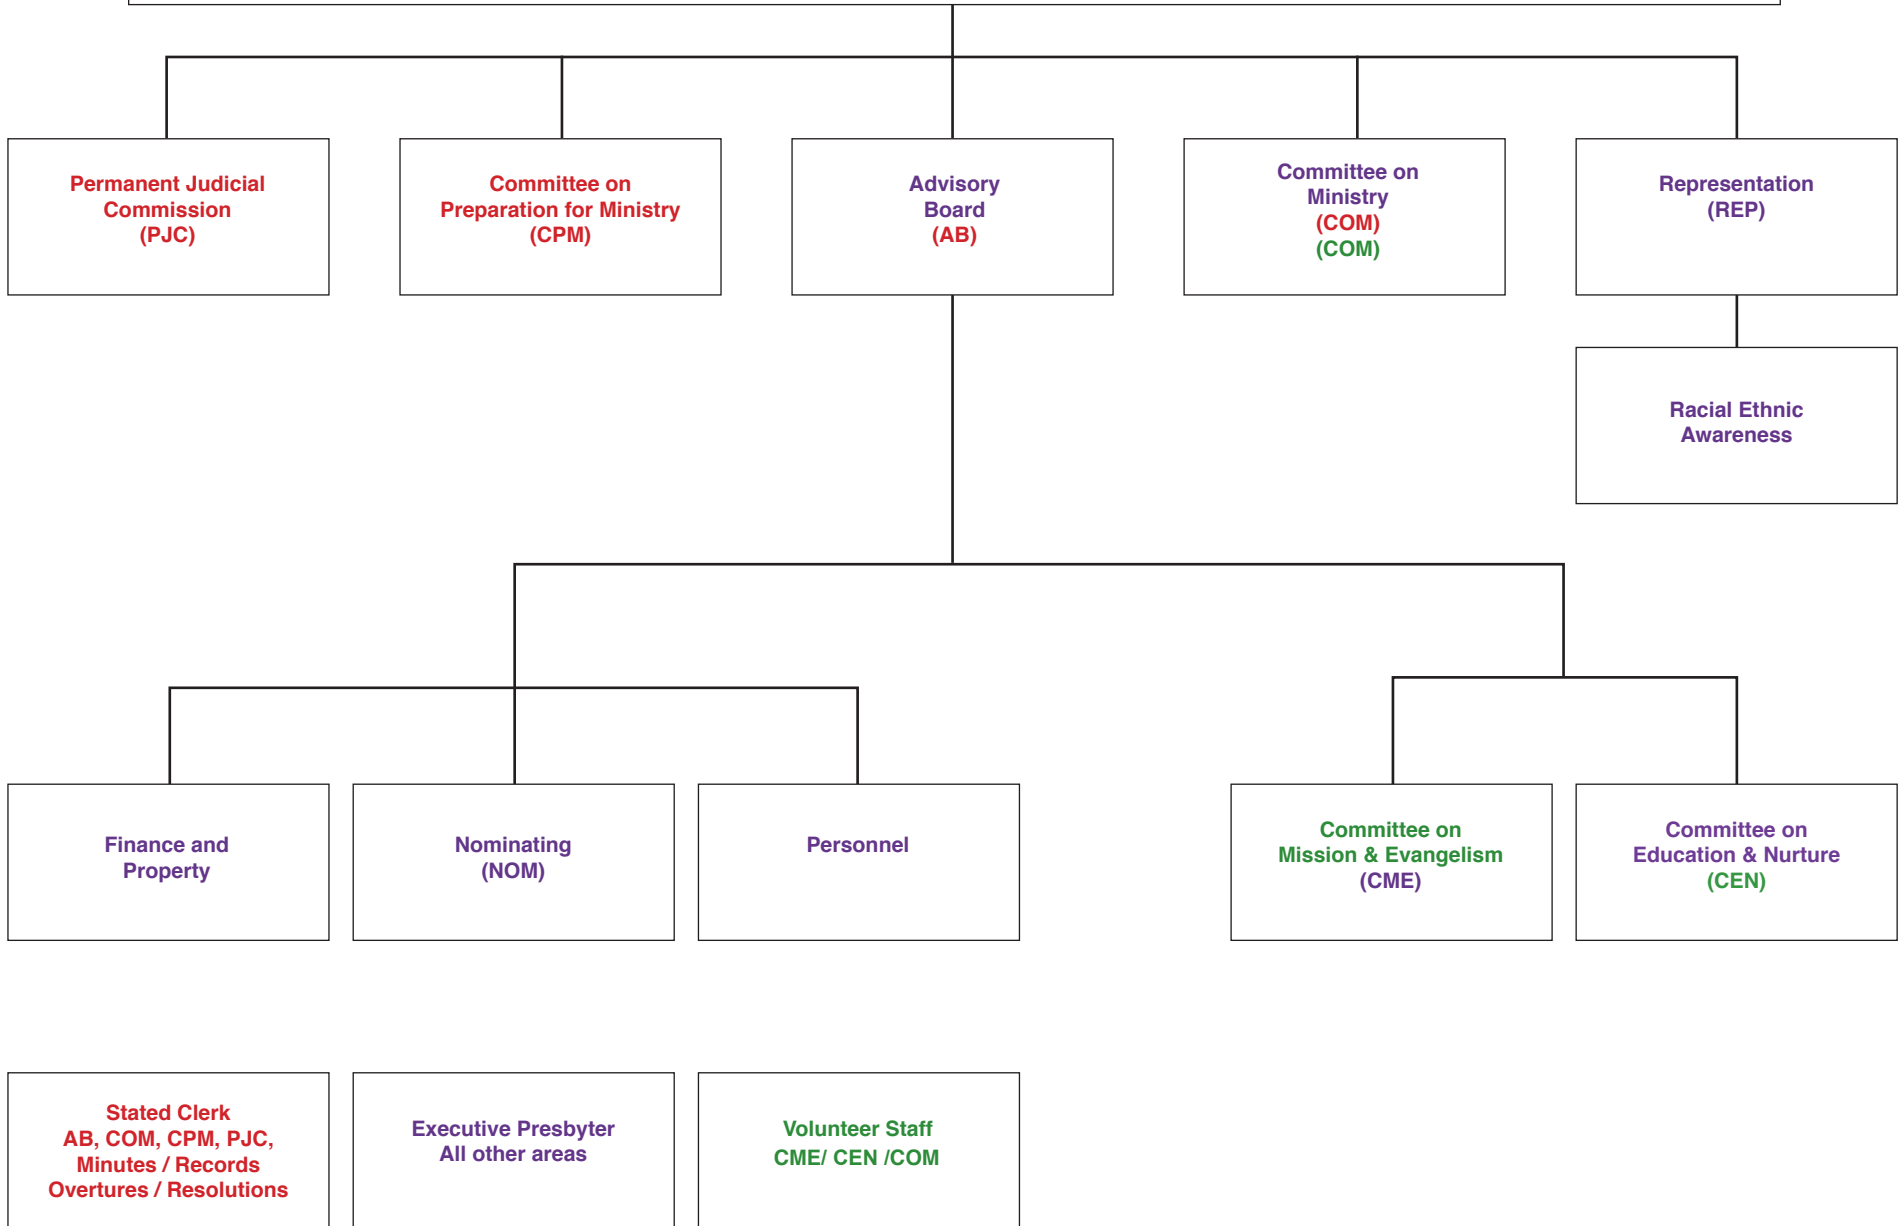 Permanent Judicial
Commission
(PJC)
Committee on
Preparation for Ministry
(CPM)
Advisory
Board
(AB)
Committee on
Ministry
(COM)
(COM)
Representation
(REP)
Racial Ethnic
Awareness
Finance and
Property
Nominating
(NOM)
Personnel
Committee on
Mission & Evangelism
(CME)
Committee on
Education & Nurture
(CEN)
Stated Clerk
AB, COM, CPM, PJC,
Minutes / Records
Overtures / Resolutions
Executive Presbyter
All other areas
Volunteer Staff
CME/ CEN /COM